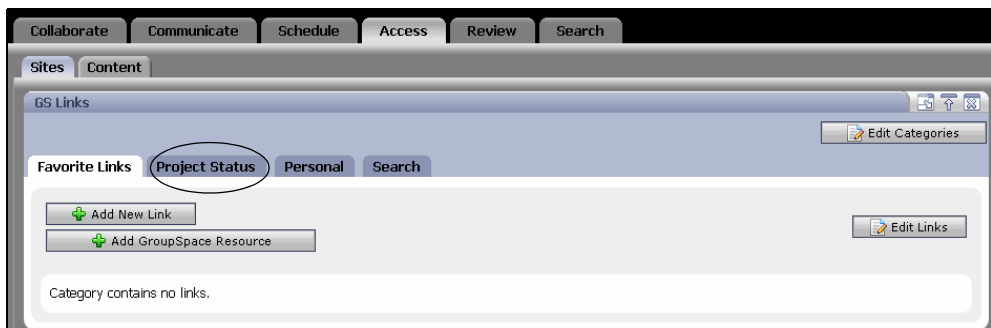 Collaborate Communicate Schedule Access Review Search
Sites Content
GS Links
Edit Categories
Favorite Links Project Status Personal Search
Add New Link
Edit Links
Add GroupSpace Resource
Category contains no links.